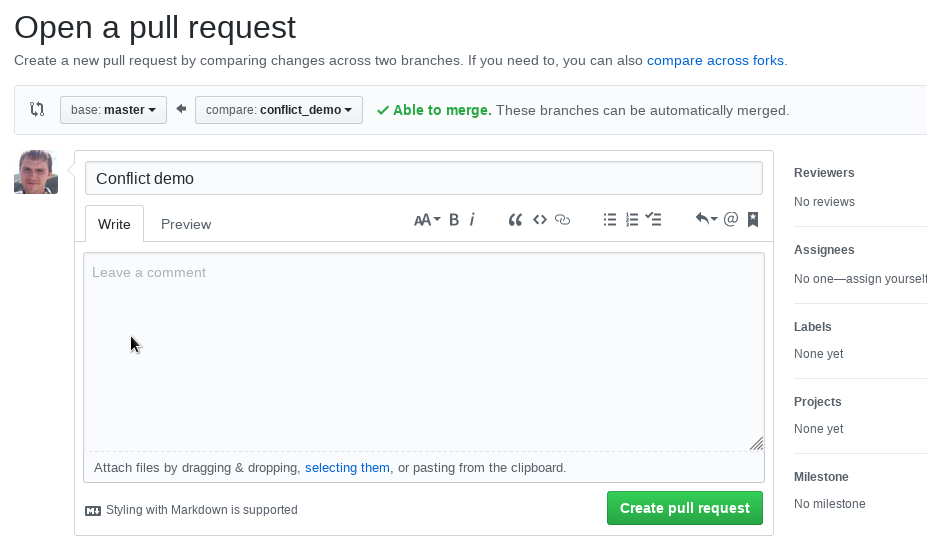 Open a pull request
Create a new pull request by comparing changes across two branches. If you need to, you can also compare across forks.
base: master compare: conflict_demo Able to merge. These branches can be automatically merged.
Conflict demo
Write Preview AA B i @
Leave a comment
Attach files by dragging & dropping, selecting them, or pasting from the clipboard.
Styling with Markdown is supported
Create pull request
Reviewers
No reviews
Assignees
No one—assign yourself
Labels
None yet
Projects
None yet
Milestone
No milestone